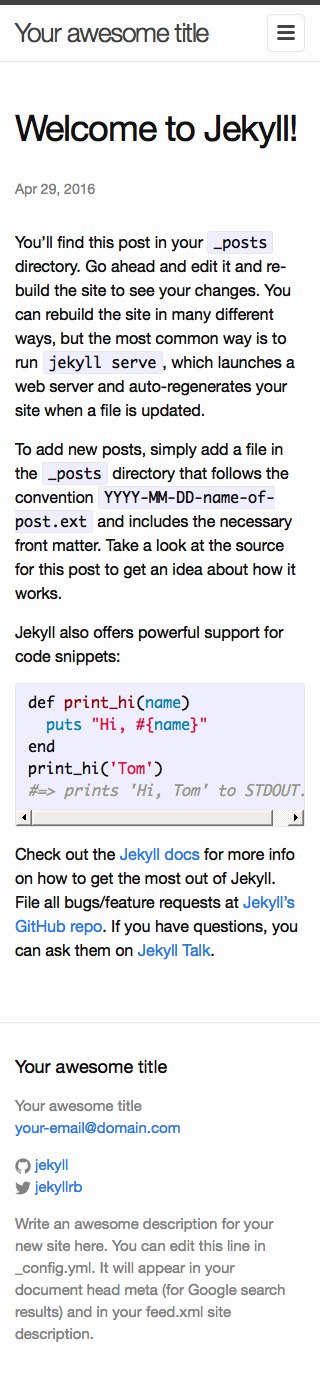 Your awesome title
Welcome to Jekyll!
Apr 29, 2016
You’ll find this post in your _posts
directory. Go ahead and edit it and re-
build the site to see your changes. You
can rebuild the site in many different
ways, but the most common way is to
run jekyll serve, which launches a
web server and auto-regenerates your
site when a file is updated.
To add new posts, simply add a file in
the _posts directory that follows the
convention YYYY-MM-DD-name-of-
post.ext and includes the necessary
front matter. Take a look at the source
for this post to get an idea about how it
works.
Jekyll also offers powerful support for
code snippets:
def print_hi(name)
  puts "Hi, #{name}"
end
print_hi('Tom')
#=> prints 'Hi, Tom' to STDOUT.
Check out the Jekyll docs for more info
on how to get the most out of Jekyll.
File all bugs/feature requests at Jekyll’s
GitHub repo. If you have questions, you
can ask them on Jekyll Talk.
Your awesome title
Your awesome title
your-email@domain.com
jekyll
jekyllrb
Write an awesome description for your
new site here. You can edit this line in
_config.yml. It will appear in your
document head meta (for Google search
results) and in your feed.xml site
description.